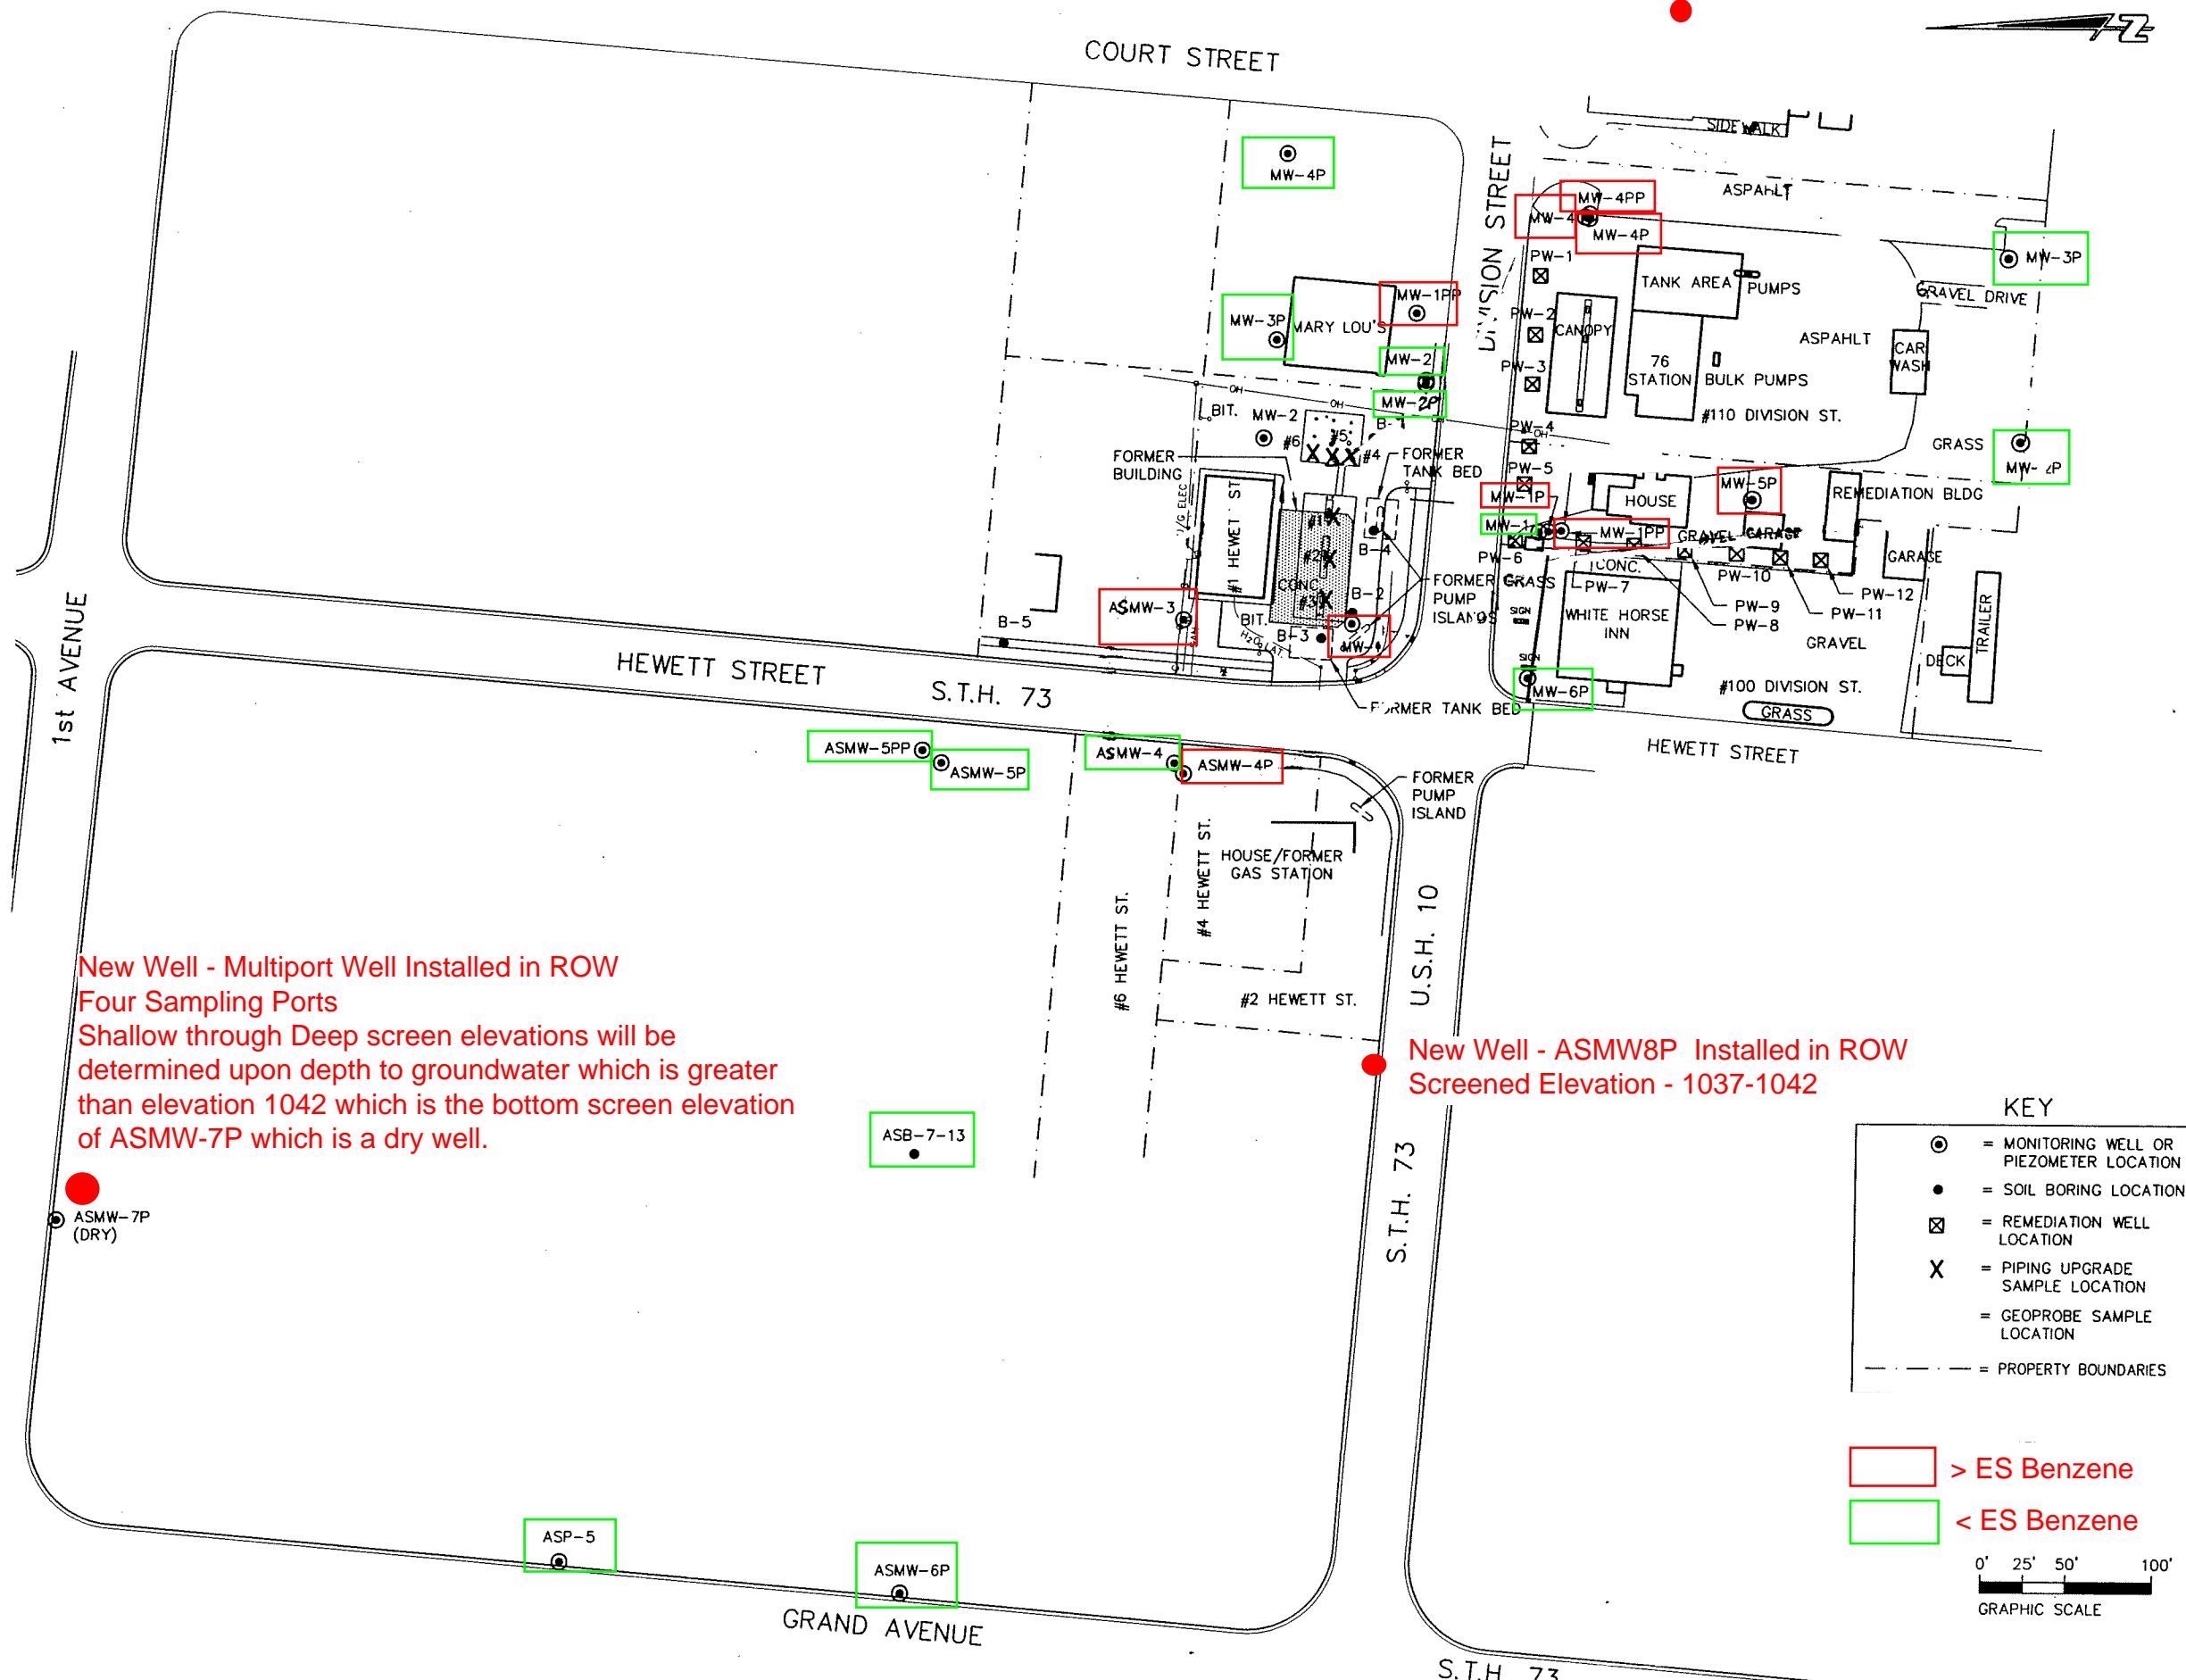 COURT STREET
Z
SIDEWALK
DIVISION STREET
MW-4P
MW-4PP
MW-4
MW-4P
ASPAHLT
PW-1
TANK AREA
PUMPS
MW-3P
GRAVEL DRIVE
MW-1PP
MW-3P
MARY LOU'S
PW-2
CANOPY
ASPAHLT
CAR
WASH
76
STATION
BULK PUMPS
#110 DIVISION ST.
MW-2
MW-2P
PW-3
OH
OH
OH
OH
BIT.
MW-2
#6
#5
#4
PW-4
GRASS
FORMER
BUILDING
FORMER
TANK BED
PW-5
MW-1P
HOUSE
MW-5P
REMEDIATION BLDG
#1 HEWET ST.
#1
B-4
MW-1
MW-1PP
GRAVEL
GARAGE
GARAGE
PW-6
#2
CONC.
#3
FORMER
PUMP
ISLANDS
GRASS
CONC.
PW-7
PW-10
PW-12
PW-9
PW-11
PW-8
GRAVEL
TRAILER
DECK
ASMW-3
B-5
BIT.
B-3
B-2
SIGN
SIGN
WHITE HORSE
INN
MW-6P
#100 DIVISION ST.
GRASS
FORMER TANK BED
1st AVENUE
HEWETT STREET
S.T.H. 73
HEWETT STREET
ASMW-5PP
ASMW-5P
ASMW-4
ASMW-4P
FORMER
PUMP
ISLAND
HOUSE/FORMER
GAS STATION
#4 HEWETT ST.
#6 HEWETT ST.
#2 HEWETT ST.
U.S.H. 10
New Well - Multiport Well Installed in ROW
Four Sampling Ports
Shallow through Deep screen elevations will be
determined upon depth to groundwater which is greater
than elevation 1042 which is the bottom screen elevation
of ASMW-7P which is a dry well.
New Well - ASMW8P Installed in ROW
Screened Elevation - 1037-1042
ASB-7-13
S.T.H. 73
ASMW-7P
(DRY)
KEY
= MONITORING WELL OR
PIEZOMETER LOCATION
= SOIL BORING LOCATION
= REMEDIATION WELL
LOCATION
X = PIPING UPGRADE
SAMPLE LOCATION
= GEOPROBE SAMPLE
LOCATION
= PROPERTY BOUNDARIES
> ES Benzene
< ES Benzene
0' 25' 50' 100'
GRAPHIC SCALE
ASP-5
ASMW-6P
GRAND AVENUE
S.T.H. 73